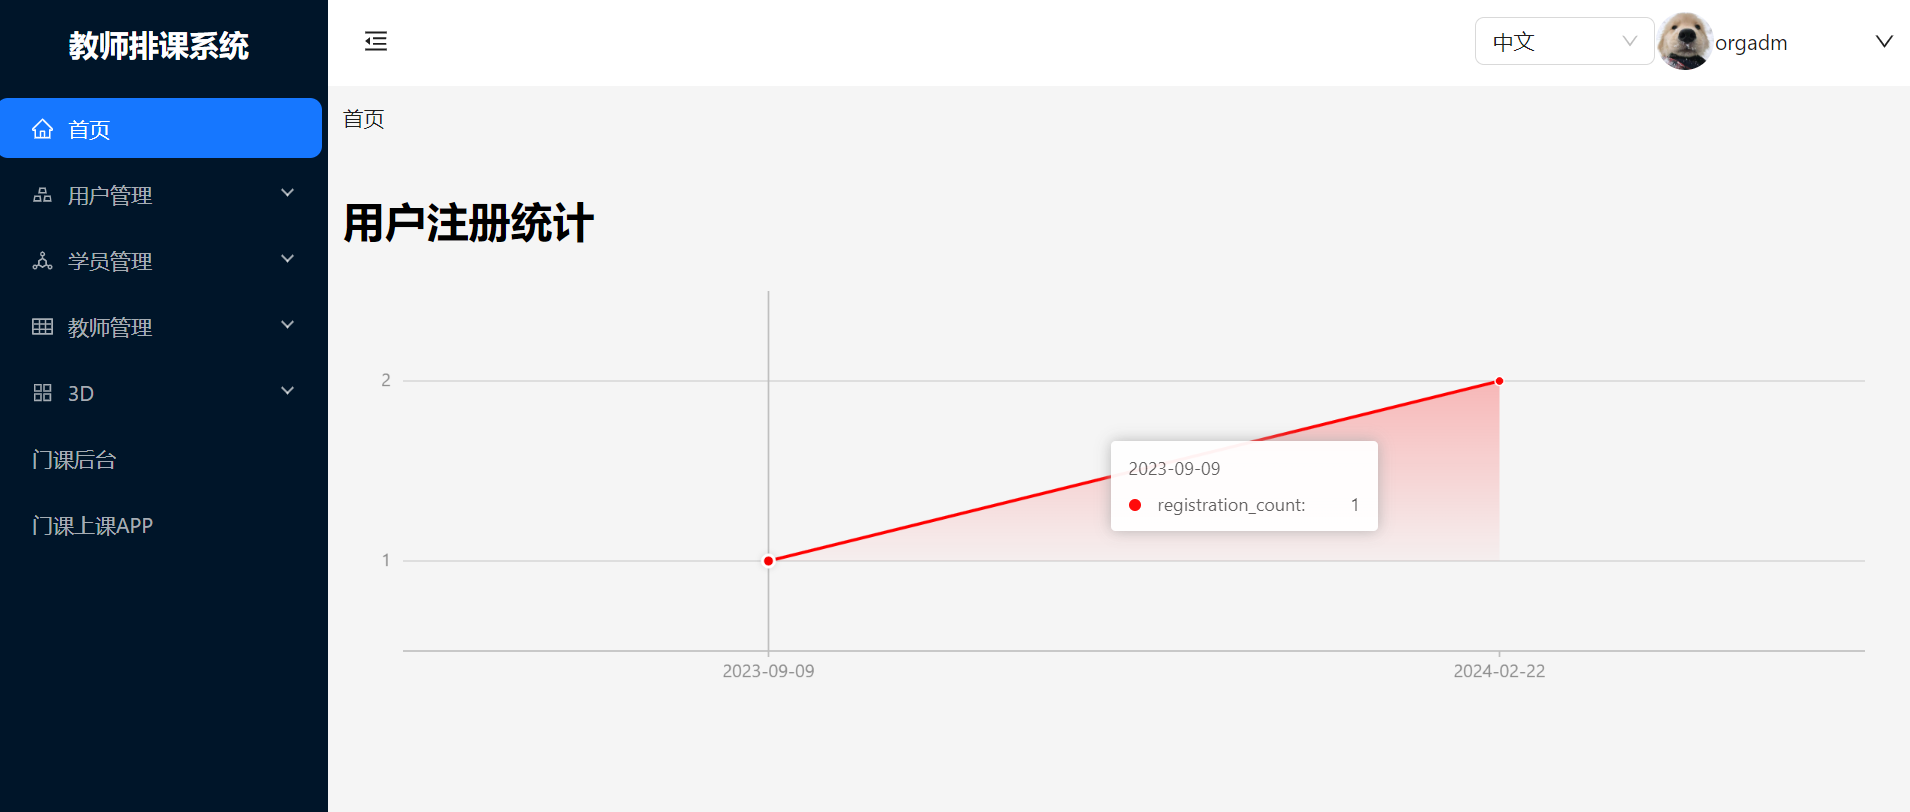 教师排课系统
中文
orgadm
首页
用户管理
学员管理
教师管理
3D
门课后台
门课上课APP
首页
用户注册统计
2
1
2023-09-09
registration_count: 1
2023-09-09
2024-02-22